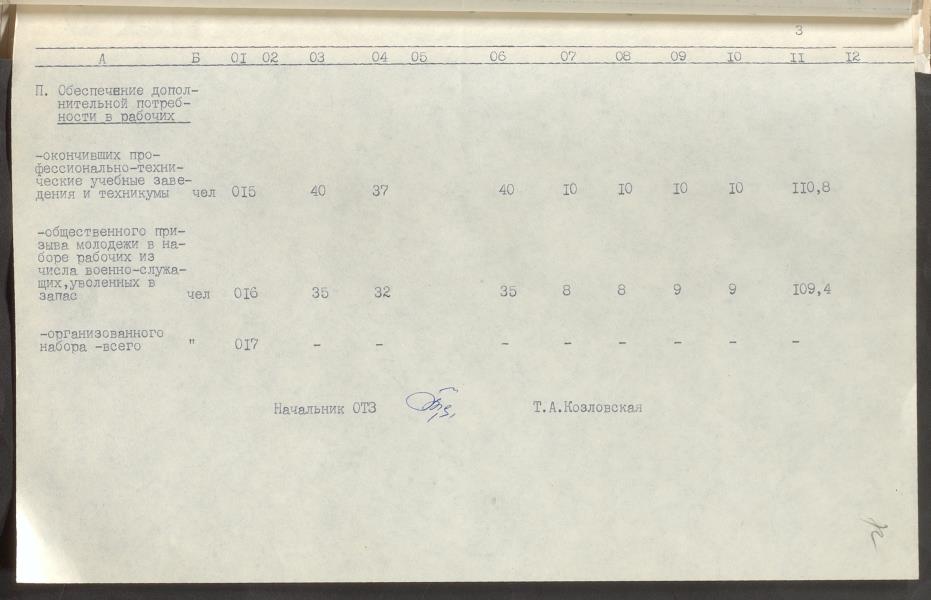 3
А Б 01 02 03 04 05 06 07 08 09 10 11 12
П. Обеспечение допол-
нительной потреб-
ности в рабочих
-окончивших про-
фессионально-техни-
ческие учебные заве-
дения и техникумы чел 015 40 37 40 10 10 10 10 110,8
-общественного при-
зыва молодежи в на-
боре рабочих из
числа военно-служа-
щих,уволенных в
запас чел 016 35 32 35 8 8 9 9 109,4
-организованного
набора -всего " 017 - - - - - - - -
Начальник ОТЗ Т.А.Козловская